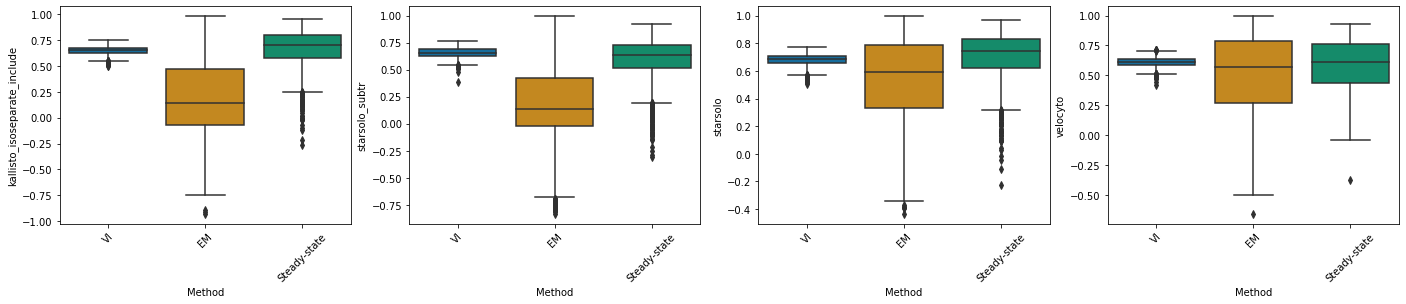 kallisto_isoseparate_include
1.00
0.75
0.50
0.25
0.00
−0.25
−0.50
−0.75
−1.00
VI
EM
Steady-state
Method
starsolo_subtr
1.00
0.75
0.50
0.25
0.00
−0.25
−0.50
−0.75
VI
EM
Steady-state
Method
starsolo
1.0
0.8
0.6
0.4
0.2
0.0
−0.2
−0.4
VI
EM
Steady-state
Method
velocyto
1.00
0.75
0.50
0.25
0.00
−0.25
−0.50
VI
EM
Steady-state
Method